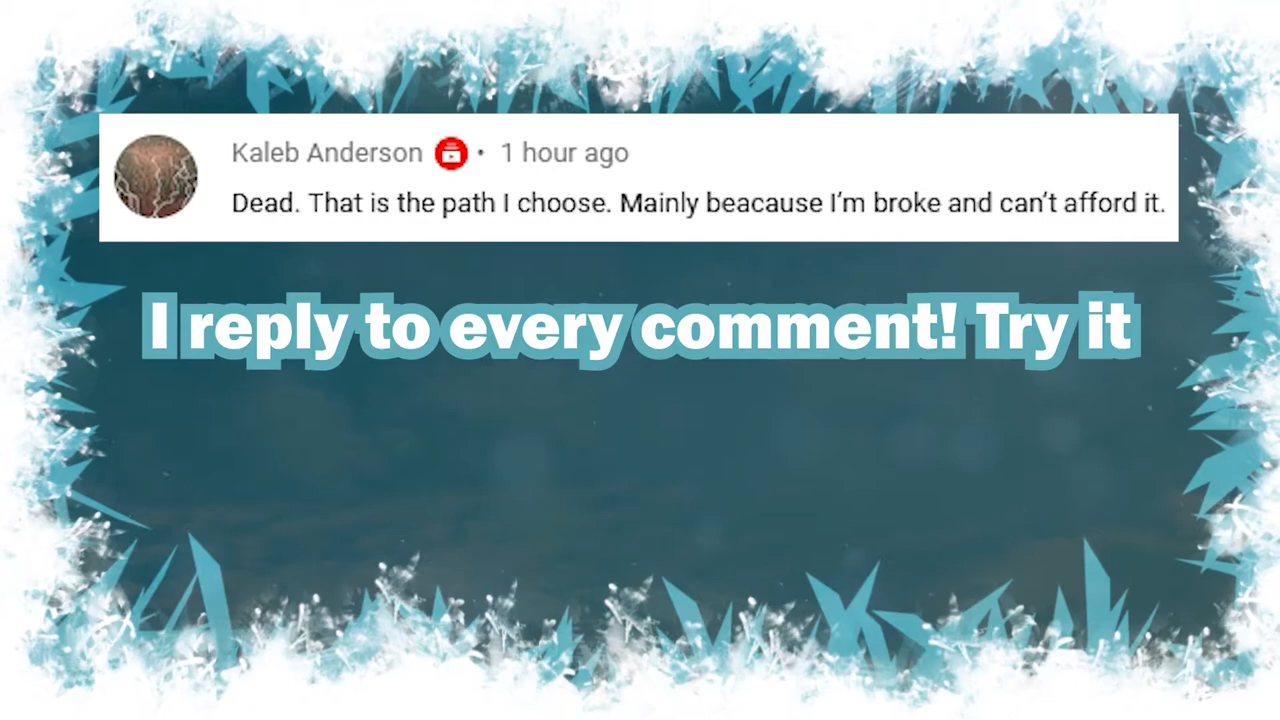 Kaleb Anderson • 1 hour ago
Dead. That is the path I choose. Mainly beacause I'm broke and can't afford it.
I reply to every comment! Try it